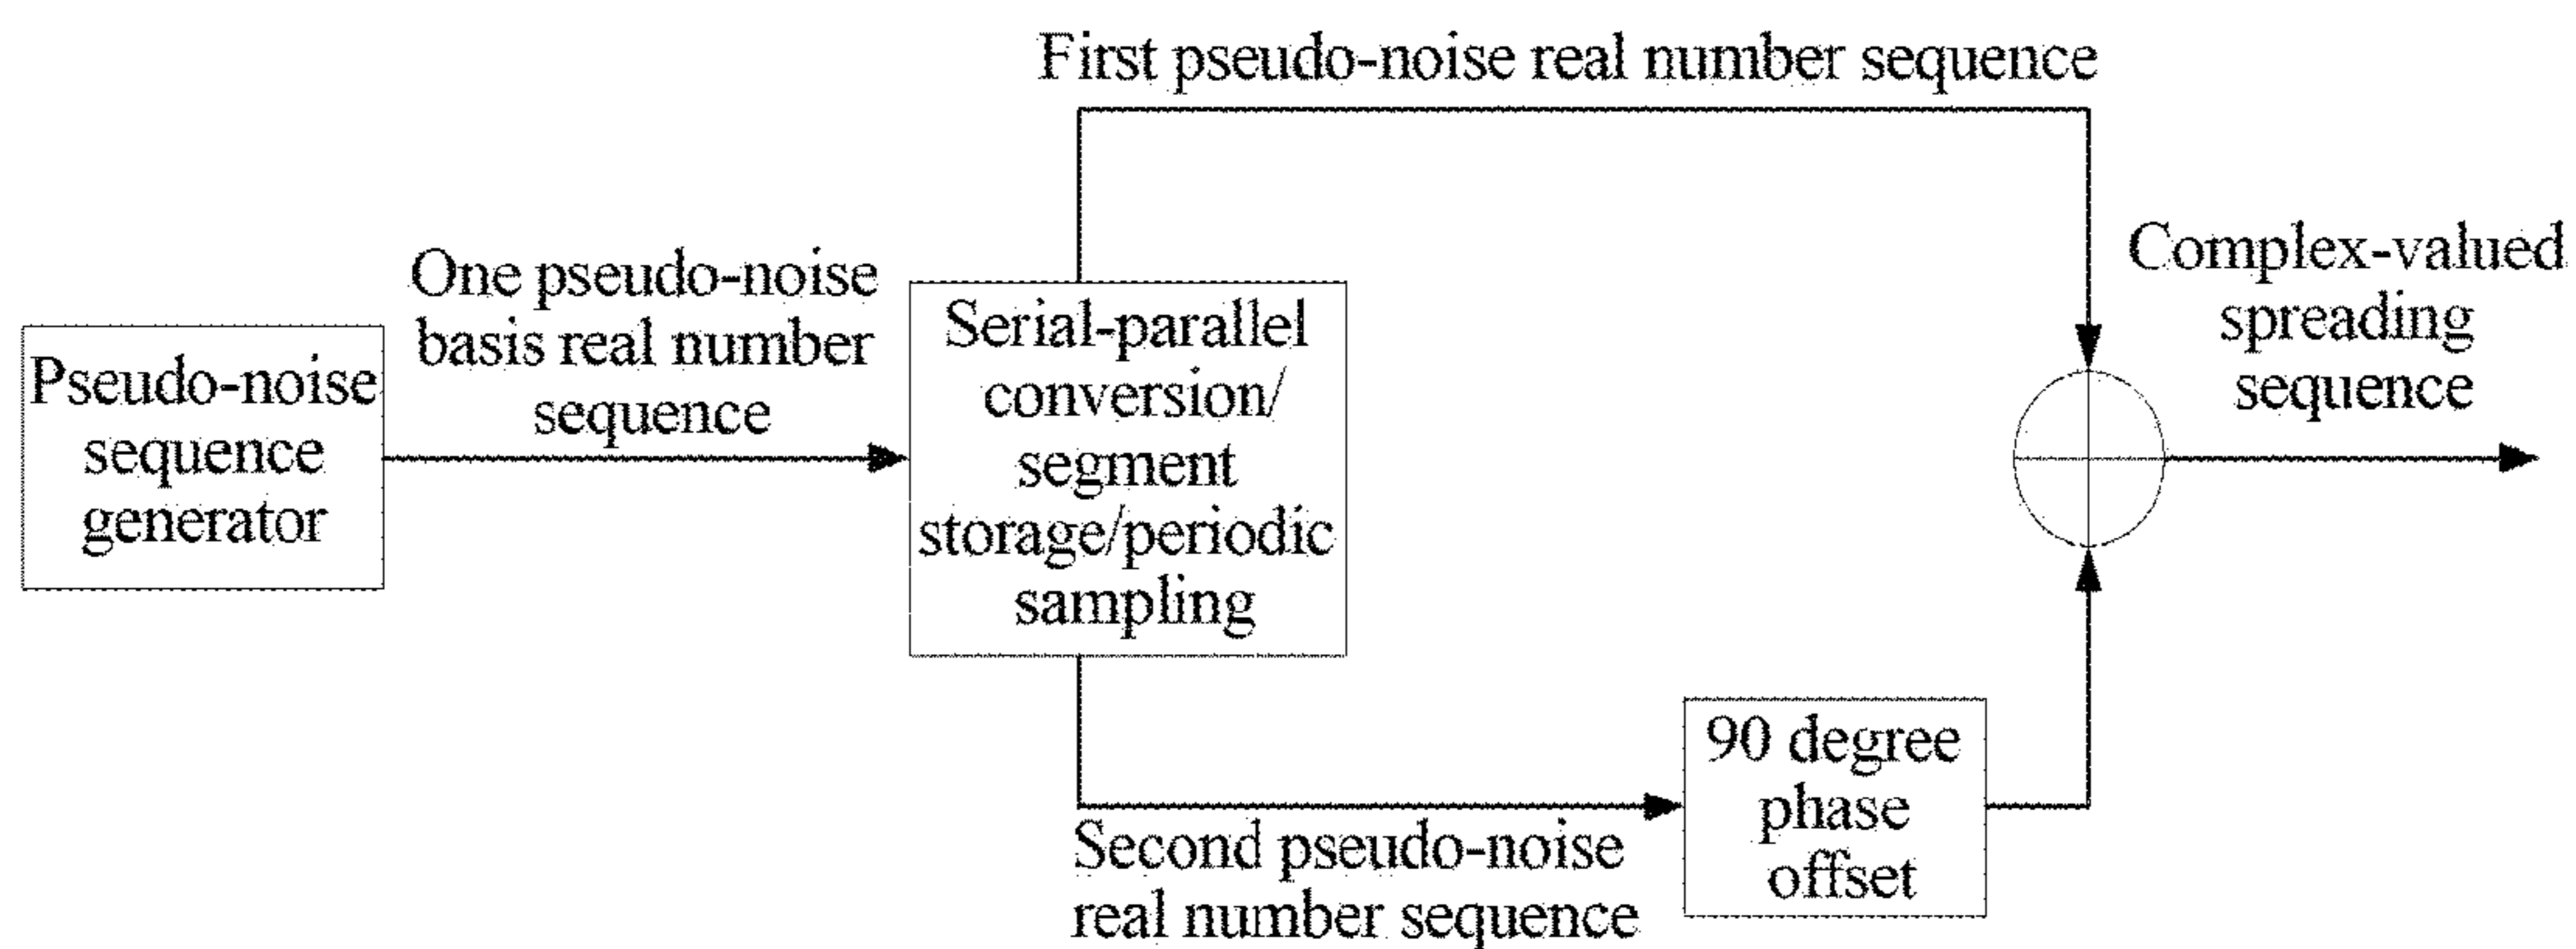 First pseudo-noise real number sequence
One pseudo-noise
basis real number
sequence
Pseudo-noise
sequence
generator
Serial-parallel
conversion/
segment
storage/periodic
sampling
Complex-valued
spreading
sequence
90 degree
phase
offset
Second pseudo-noise
real number sequence